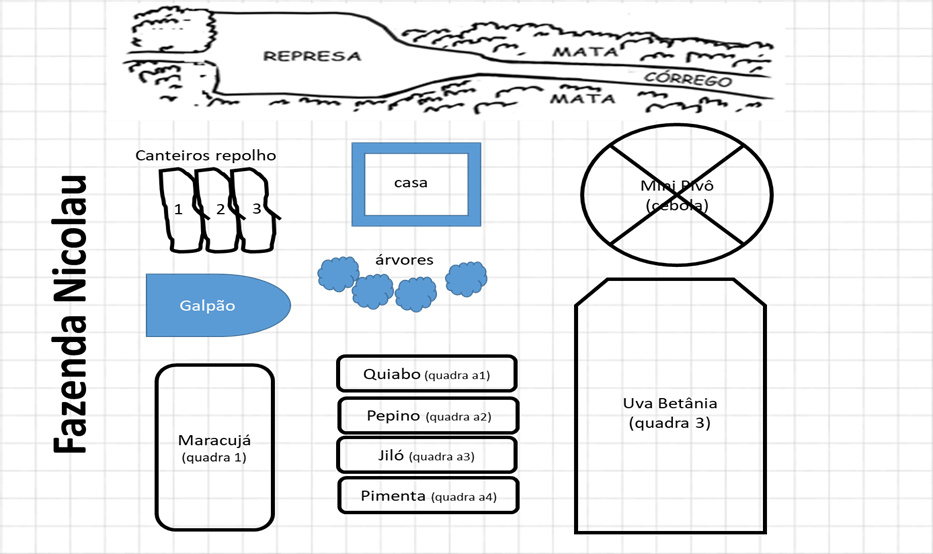 Fazenda Nicolau
REPRESA
MATA
CÓRREGO
MATA
Canteiros repolho
1 2 3
casa
Mini Pivô
(cebola)
árvores
Galpão
Maracujá
(quadra 1)
Quiabo (quadra a1)
Pepino (quadra a2)
Jiló (quadra a3)
Pimenta (quadra a4)
Uva Betânia
(quadra 3)